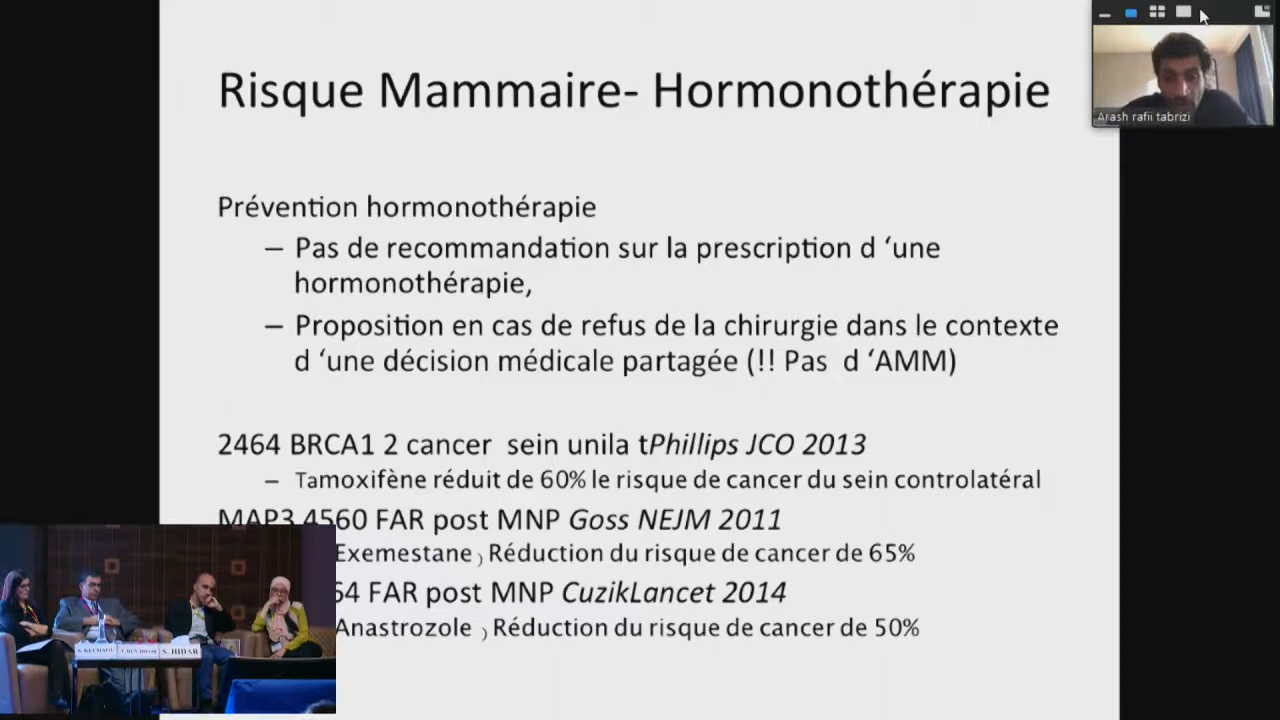 Risque Mammaire- Hormonothérapie
Arash rafii tabrizi
Prévention hormonothérapie
– Pas de recommandation sur la prescription d ‘une
hormonothérapie,
– Proposition en cas de refus de la chirurgie dans le contexte
d ‘une décision médicale partagée (!! Pas d ‘AMM)
2464 BRCA1 2 cancer sein unila tPhillips JCO 2013
– Tamoxifène réduit de 60% le risque de cancer du sein controlatéral
MAP3 4560 FAR post MNP Goss NEJM 2011
Exemestane ) Réduction du risque de cancer de 65%
64 FAR post MNP CuzikLancet 2014
Anastrozole ) Réduction du risque de cancer de 50%
S. HIDAR